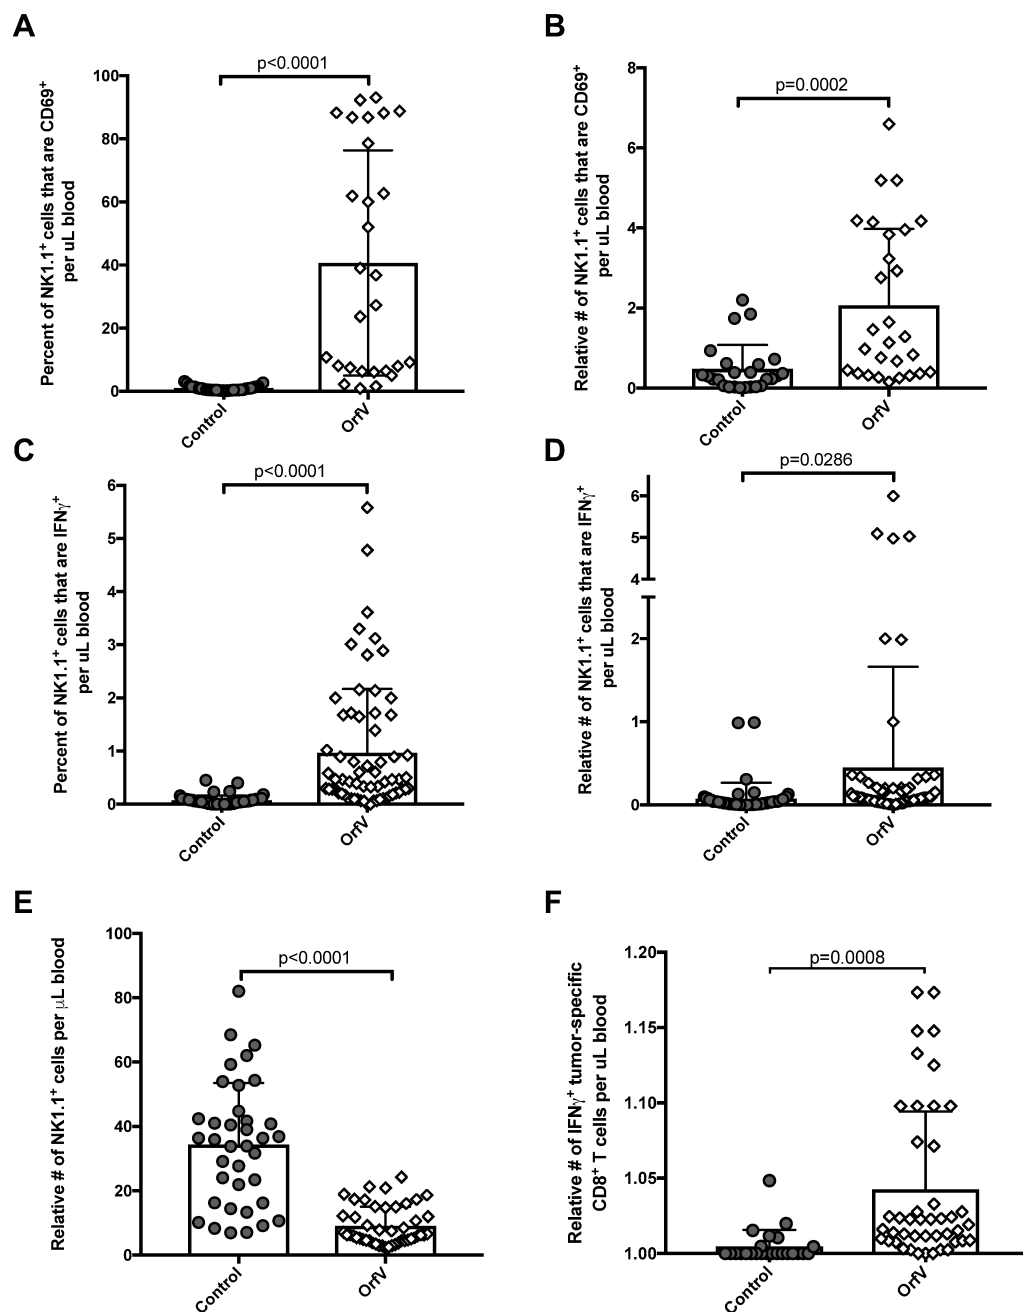 A
Percent of NK1.1⁺ cells that are CD69⁺
per uL blood
100
80
60
40
20
0
p<0.0001
Control
OrfV
B
Relative # of NK1.1⁺ cells that are CD69⁺
per uL blood
8
6
4
2
0
p=0.0002
Control
OrfV
C
Percent of NK1.1⁺ cells that are IFNγ⁺
per uL blood
6
5
4
3
2
1
0
p<0.0001
Control
OrfV
D
Relative # of NK1.1⁺ cells that are IFNγ⁺
per uL blood
6
5
4
2
1
0
p=0.0286
Control
OrfV
E
Relative # of NK1.1⁺ cells per μL blood
100
80
60
40
20
0
p<0.0001
Control
OrfV
F
Relative # of IFNγ⁺ tumor-specific
CD8⁺ T cells per uL blood
1.20
1.15
1.10
1.05
1.00
p=0.0008
Control
OrfV